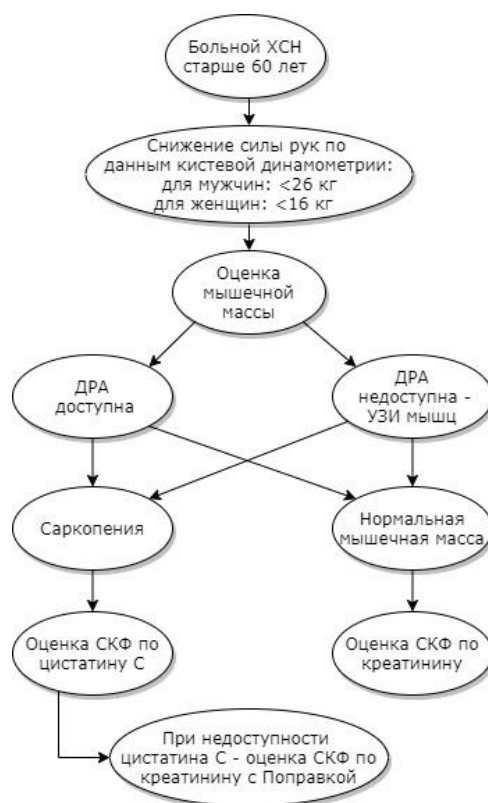 Больной ХСН
старше 60 лет
Снижение силы рук по
данным кистевой динамометрии:
для мужчин: <26 кг
для женщин: <16 кг
Оценка
мышечной
массы
ДРА
доступна
ДРА
недоступна -
УЗИ мышц
Саркопения
Нормальная
мышечная масса
Оценка СКФ по
цистатину С
Оценка СКФ по
креатинину
При недоступности
цистатина С - оценка СКФ по
креатинину с Поправкой